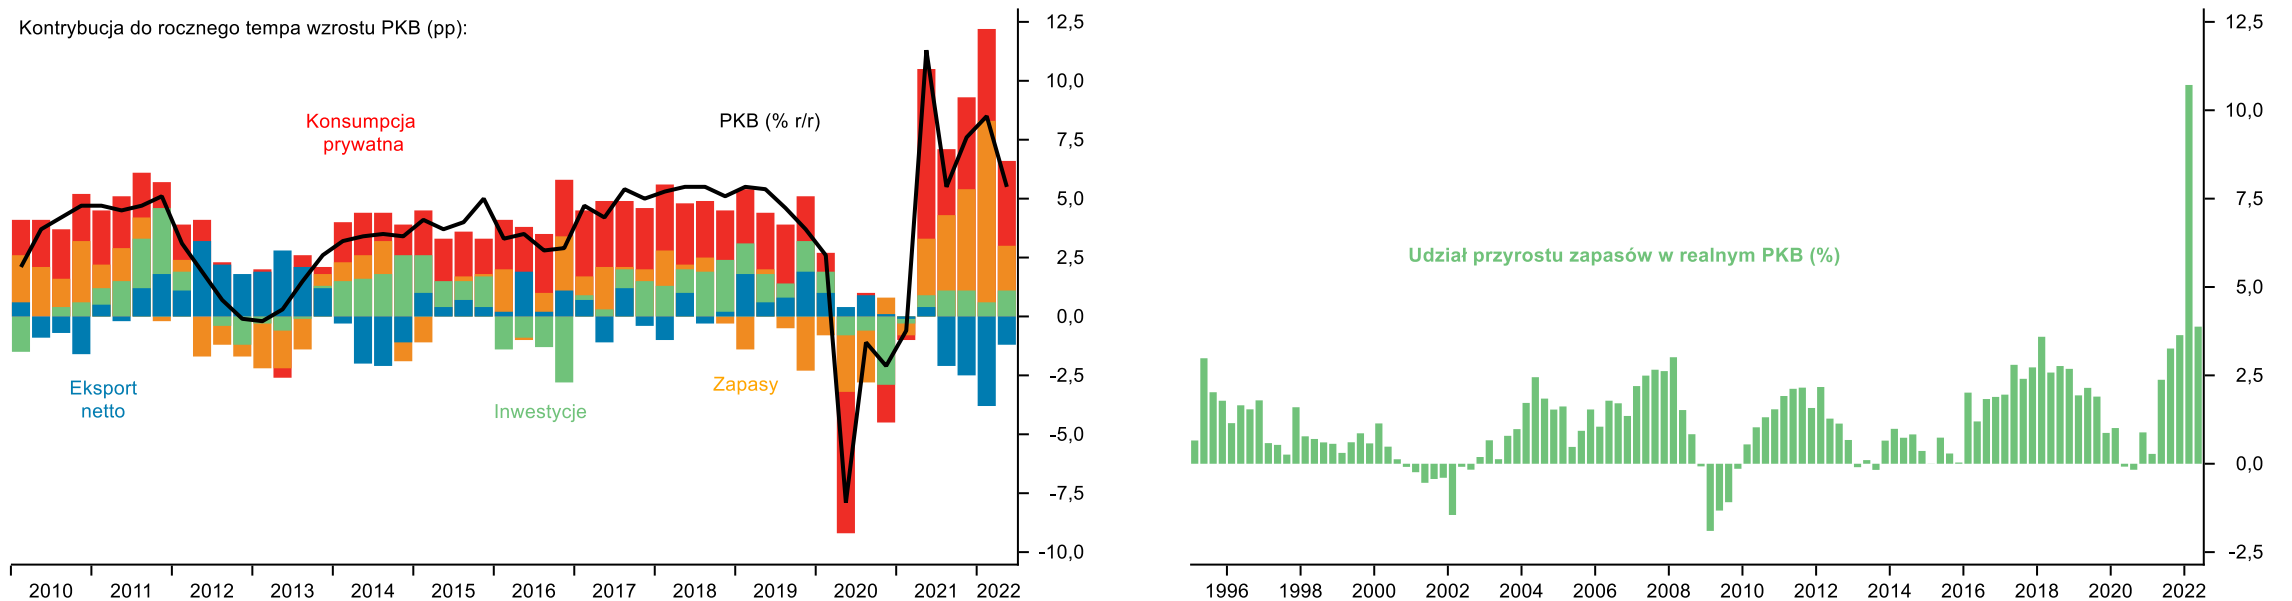 Kontrybucja do rocznego tempa wzrostu PKB (pp):
Konsumpcja
prywatna
PKB (% r/r)
Eksport
netto
Inwestycje
Zapasy
12,5
10,0
7,5
5,0
2,5
0,0
-2,5
-5,0
-7,5
-10,0
2010 2011 2012 2013 2014 2015 2016 2017 2018 2019 2020 2021 2022
Udział przyrostu zapasów w realnym PKB (%)
12,5
10,0
7,5
5,0
2,5
0,0
-2,5
1996 1998 2000 2002 2004 2006 2008 2010 2012 2014 2016 2018 2020 2022